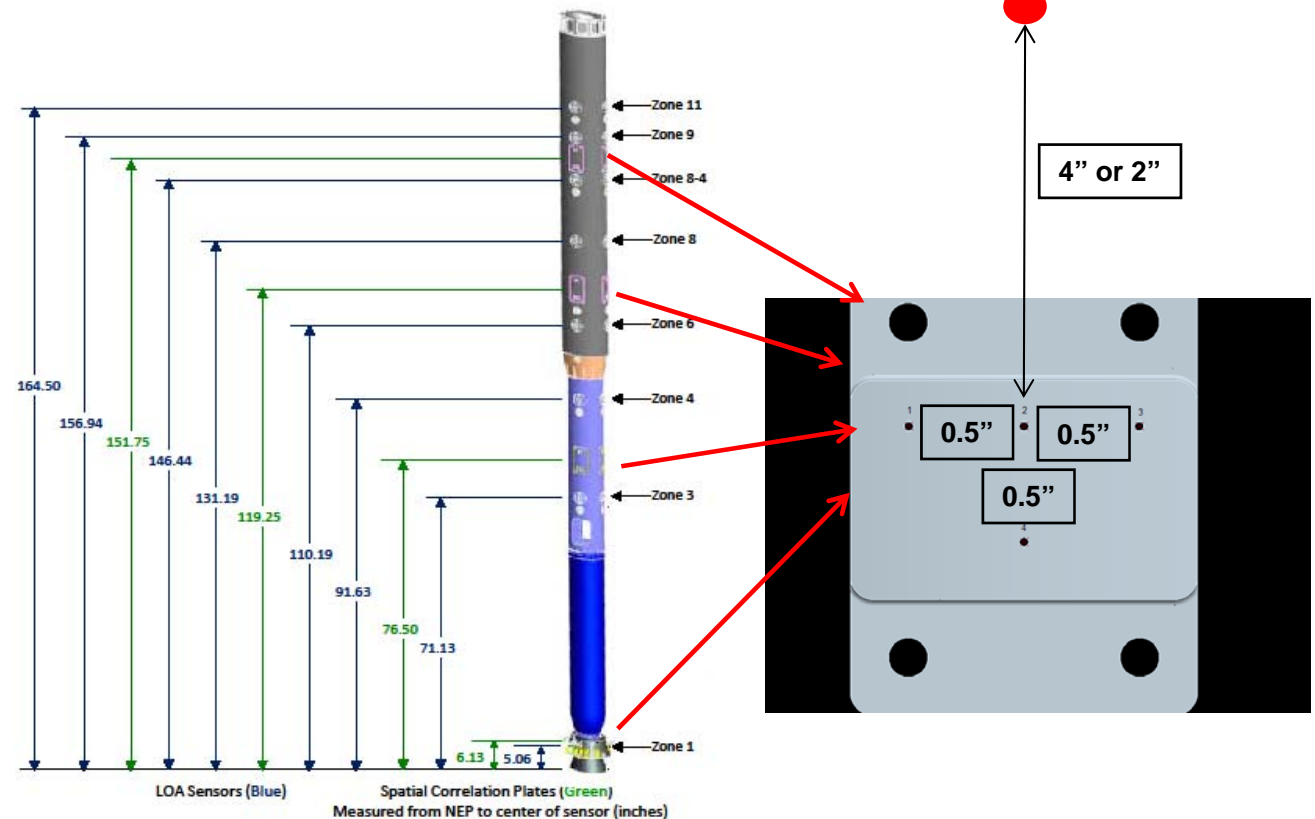 Zone 11
Zone 9
Zone 8-4
Zone 8
Zone 6
Zone 4
Zone 3
Zone 1
164.50
156.94
151.75
146.44
131.19
119.25
110.19
91.63
76.50
71.13
6.13
5.06
LOA Sensors (Blue)
Spatial Correlation Plates (Green)
Measured from NEP to center of sensor (inches)
4” or 2”
1 2 3
0.5” 0.5”
0.5”
4